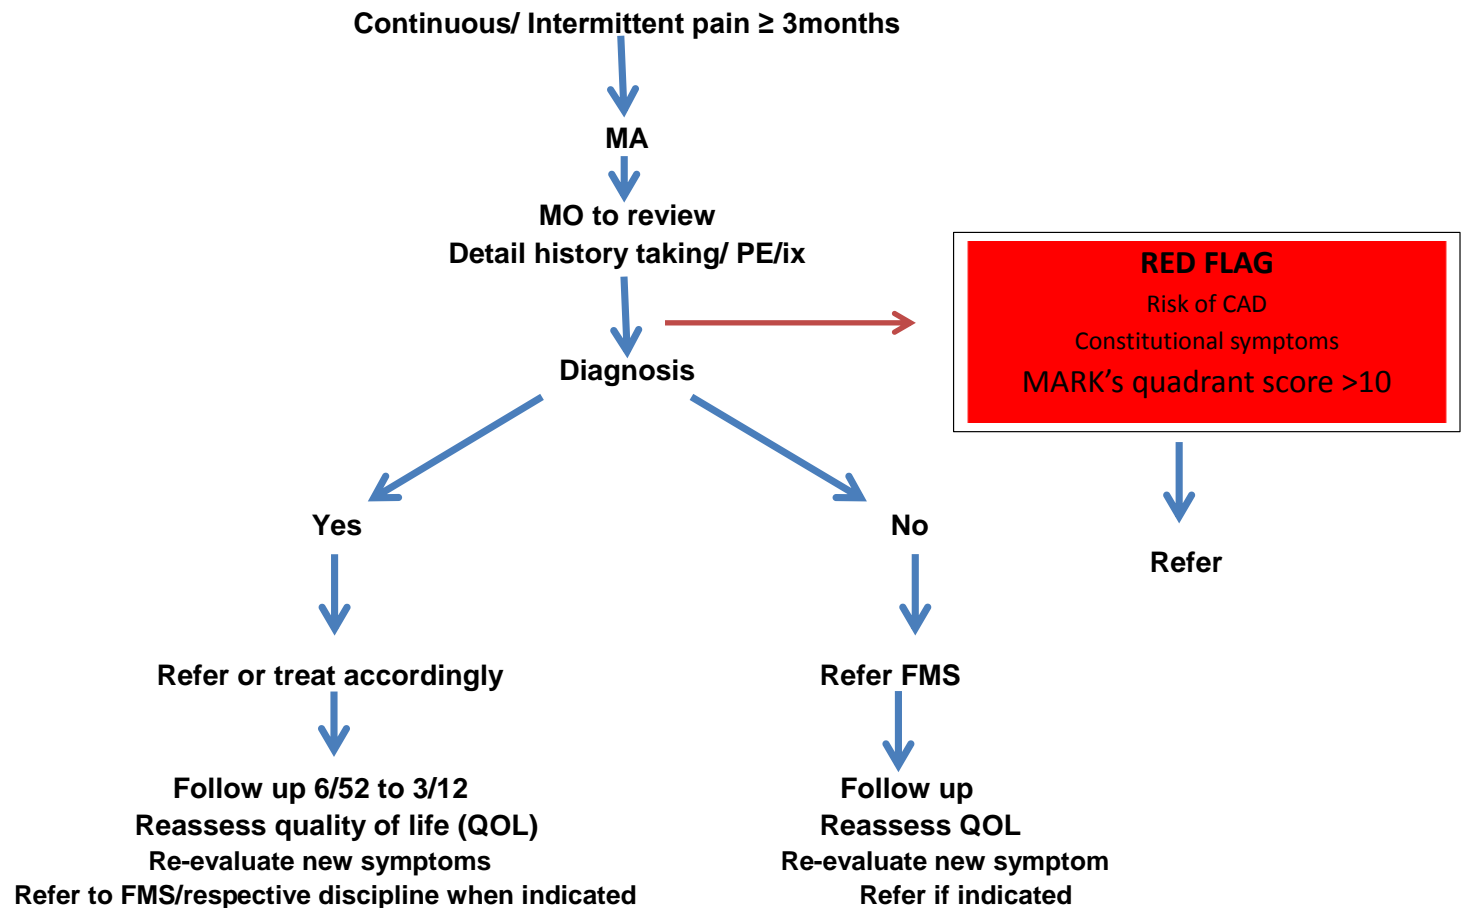 Continuous/ Intermittent pain ≥ 3months
MA
MO to review
Detail history taking/ PE/ix
RED FLAG
Risk of CAD
Constitutional symptoms
MARK’s quadrant score >10
Refer
Diagnosis
Yes
Refer or treat accordingly
Follow up 6/52 to 3/12
Reassess quality of life (QOL)
Re-evaluate new symptoms
Refer to FMS/respective discipline when indicated
No
Refer FMS
Follow up
Reassess QOL
Re-evaluate new symptom
Refer if indicated